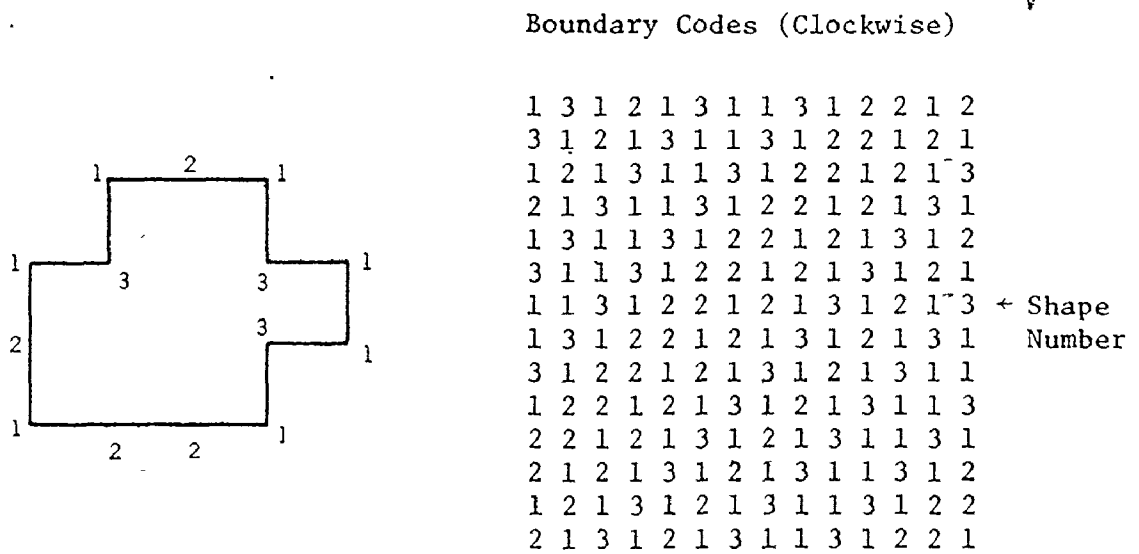 Boundary Codes (Clockwise)
1 3 1 2 1 3 1 1 3 1 2 2 1 2
3 1 2 1 3 1 1 3 1 2 2 1 2 1
1 2 1 3 1 1 3 1 2 2 1 2 1 3
2 1 3 1 1 3 1 2 2 1 2 1 3 1
1 3 1 1 3 1 2 2 1 2 1 3 1 2
3 1 1 3 1 2 2 1 2 1 3 1 2 1
1 1 3 1 2 2 1 2 1 3 1 2 1 3 ← Shape
Number
1 3 1 2 2 1 2 1 3 1 2 1 3 1
3 1 2 2 1 2 1 3 1 2 1 3 1 1
1 2 2 1 2 1 3 1 2 1 3 1 1 3
2 2 1 2 1 3 1 2 1 3 1 1 3 1
2 1 2 1 3 1 2 1 3 1 1 3 1 2
1 2 1 3 1 2 1 3 1 1 3 1 2 2
2 1 3 1 2 1 3 1 1 3 1 2 2 1
1 2 1
1 3 3 1
2 3 1
1 2 2 1